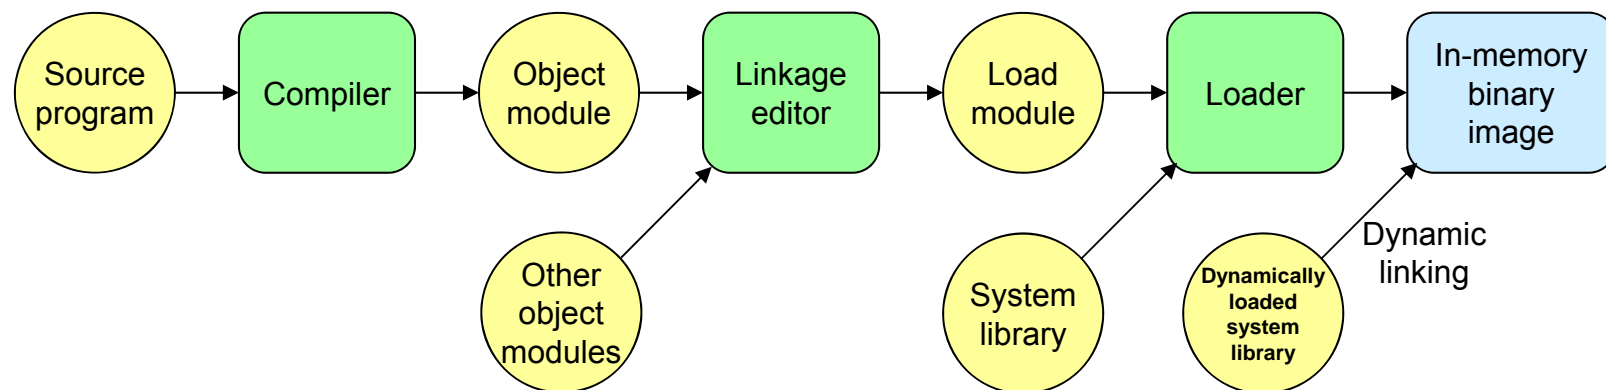 Source
program
Compiler
Object
module
Linkage
editor
Load
module
Loader
In-memory
binary
image
Other
object
modules
System
library
Dynamically
loaded
system
library
Dynamic
linking